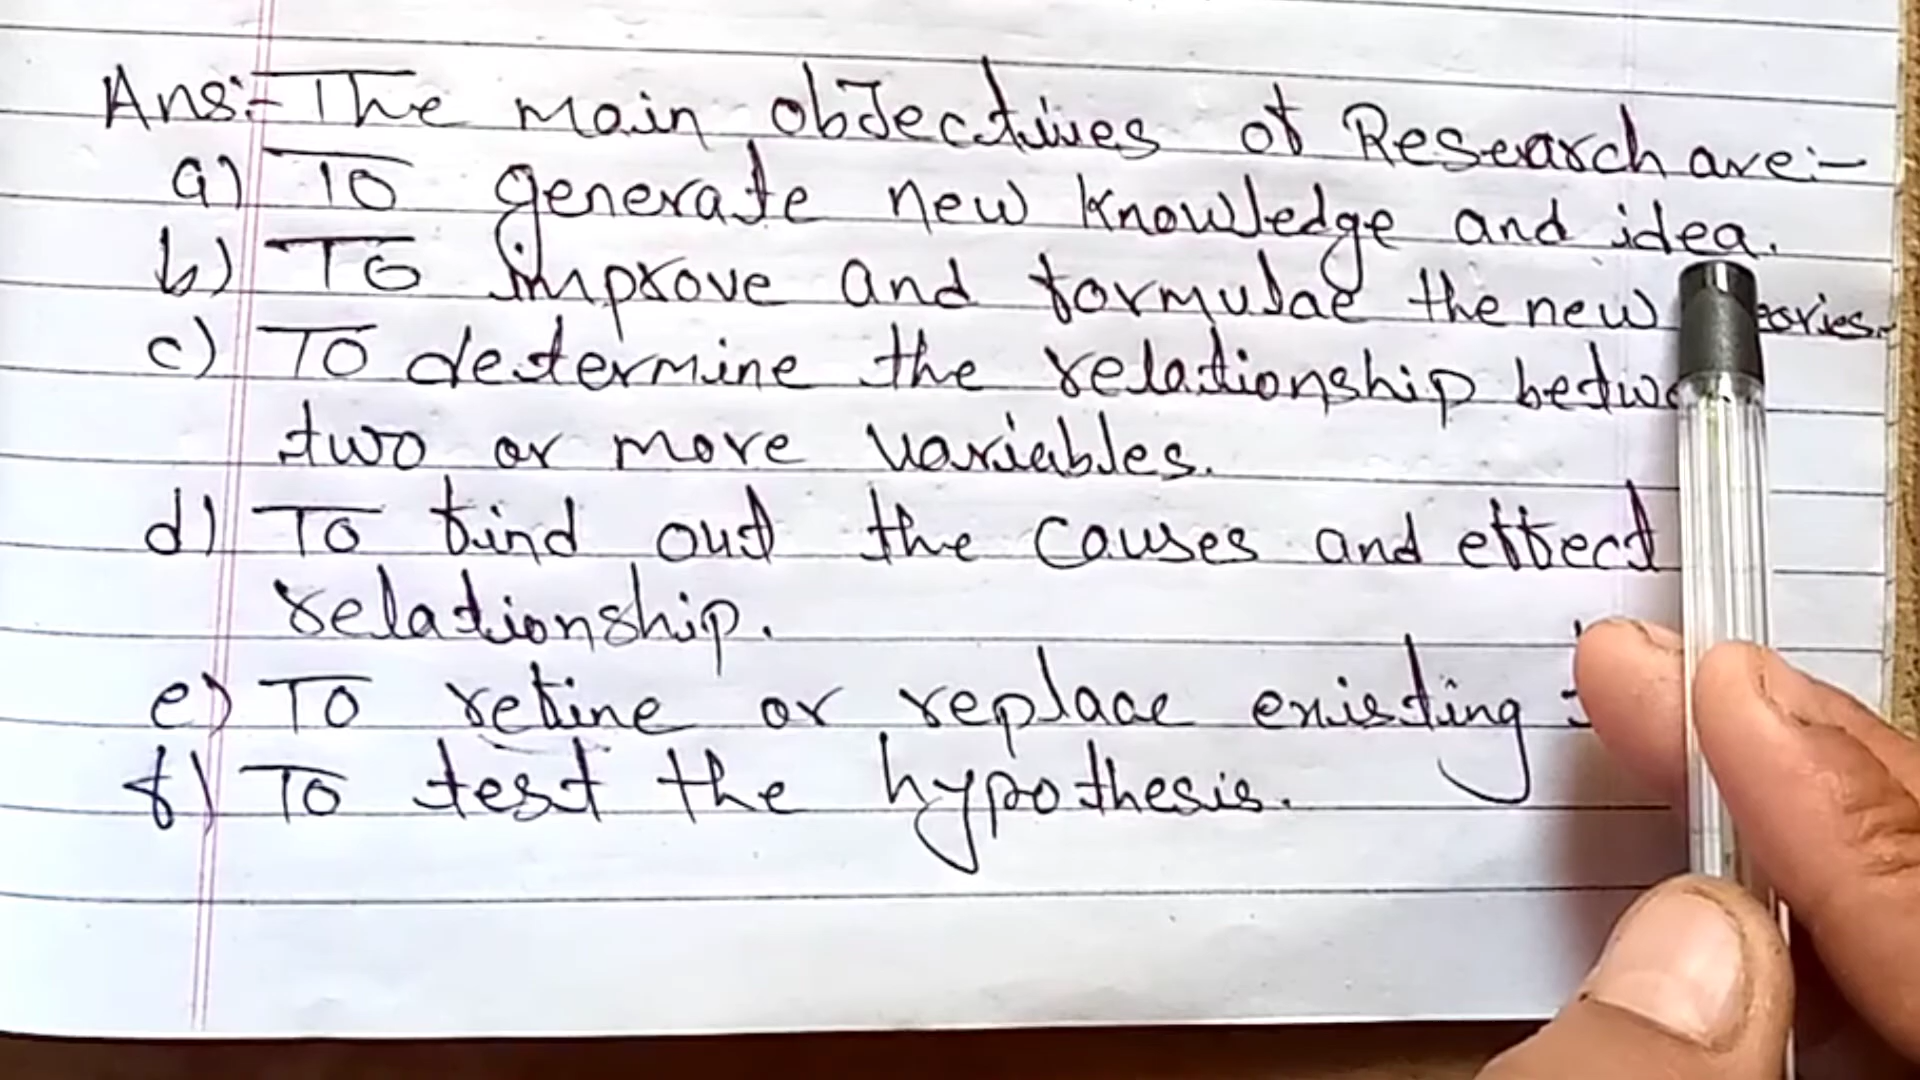 Ans:- The main objectives of Research are:-
a) To generate new knowledge and idea.
b) To improve and formulae the new
c) To determine the relationship
two or more variables.
d) To find out the causes and effect
relationship.
e) To refine or replace existing
f) To test the hypothesis.